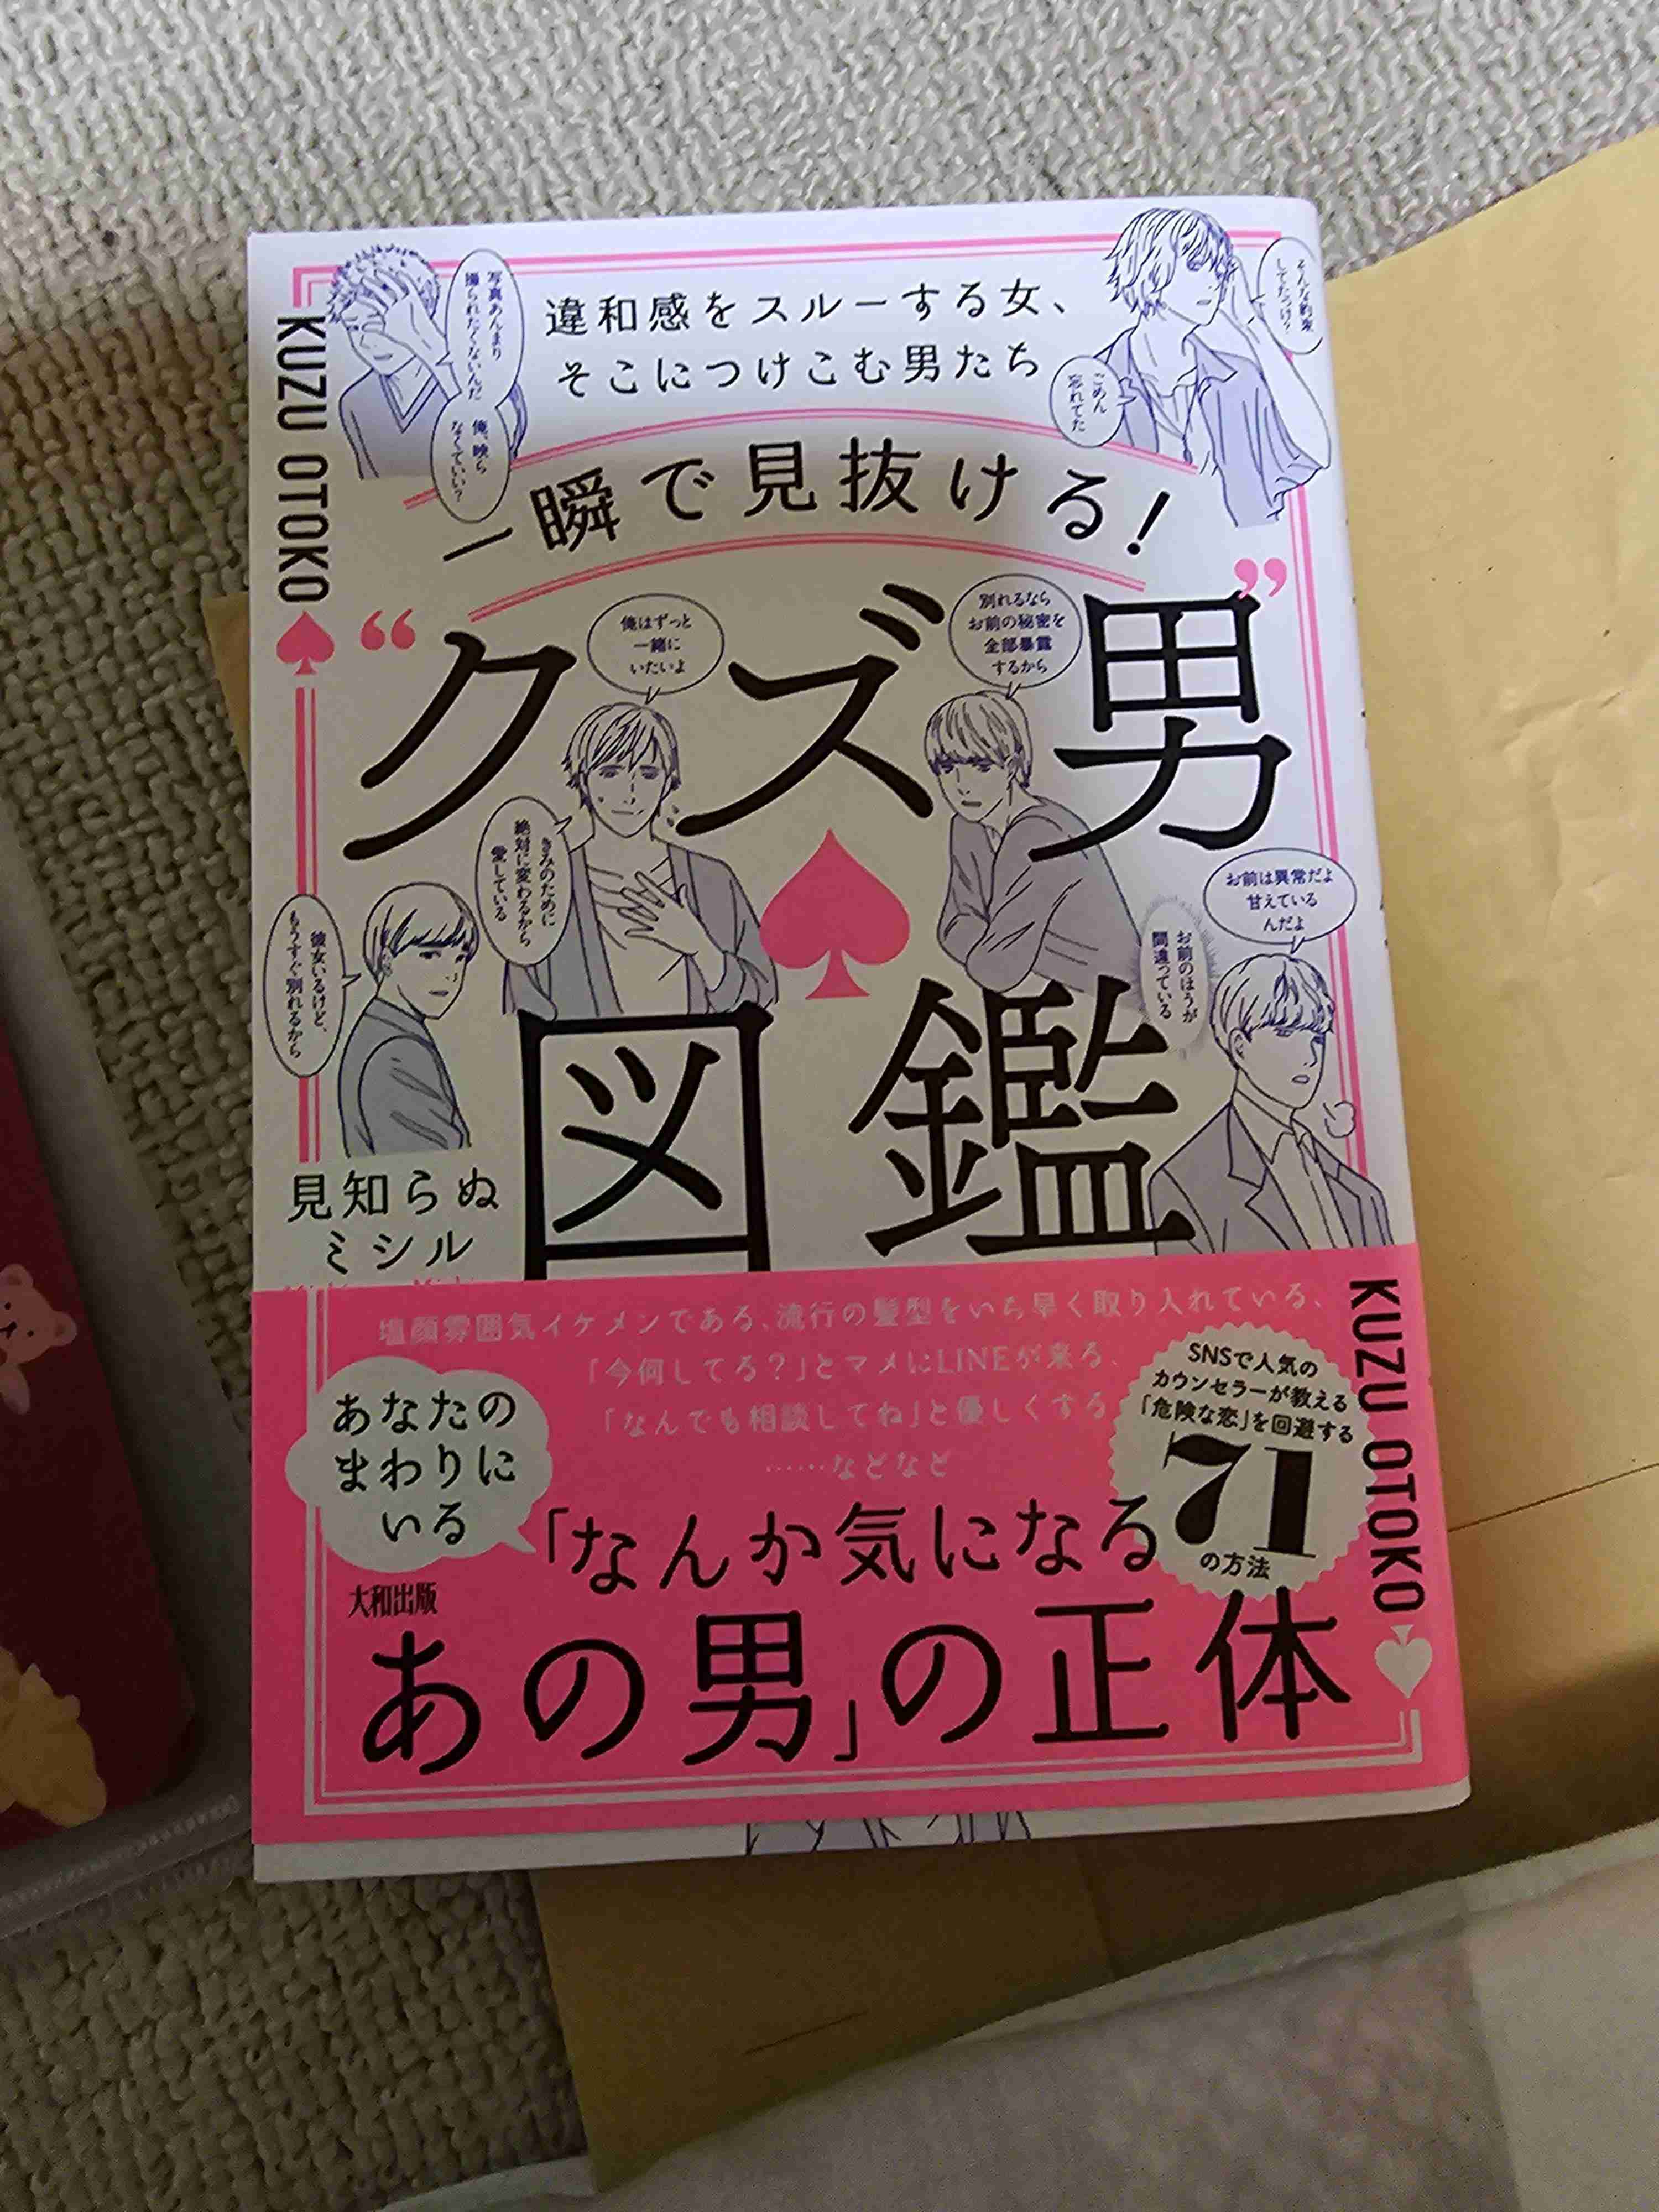 違和感をスルーする女、
そこにつけこむ男たち
一瞬で見抜ける!
“クズ男”
図鑑
KUZU OTOKO
写真あんまり
撮られたくないんだ
俺、映ら
なくていい?
そんな約束
してたっけ?
ごめん
忘れてた
俺はずっと
一緒に
いたいよ
別れるなら
お前の秘密を
全部暴露
するから
きみのために
絶対に変わるから
愛している
彼女いるけど、
もうすぐ別れるから
お前は異常だよ
甘えている
んだよ
お前のほうが
間違っている
見知らぬ
ミシル
塩顔雰囲気イケメンである、流行の髪型をいち早く取り入れている、
「今何してる?」とマメにLINEが来る、
「なんでも相談してね」と優しくする
……などなど
あなたの
まわりに
いる
「なんか気になる
あの男」の正体
SNSで人気の
カウンセラーが教える
「危険な恋」を回避する
71
の方法
大和出版
KUZU OTOKO